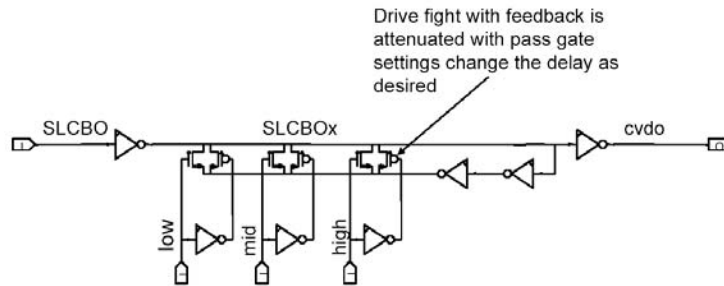 Drive fight with feedback is
attenuated with pass gate
settings change the delay as
desired
SLCBO
SLCBOx
cvdo
low
mid
high